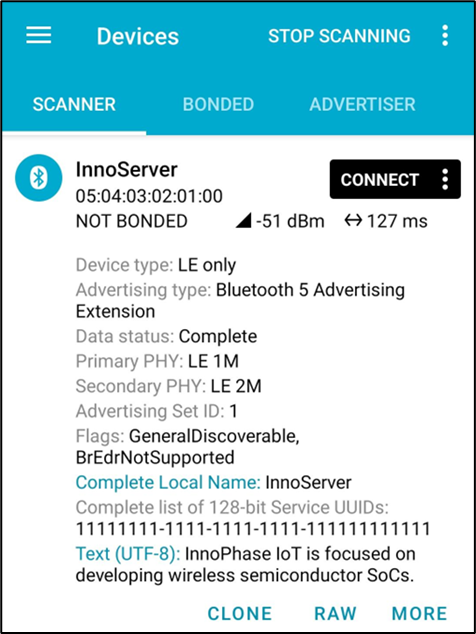 Devices
STOP SCANNING
SCANNER
BONDED
ADVERTISER
InnoServer
CONNECT
05:04:03:02:01:00
NOT BONDED
-51 dBm
127 ms
Device type: LE only
Advertising type: Bluetooth 5 Advertising
Extension
Data status: Complete
Primary PHY: LE 1M
Secondary PHY: LE 2M
Advertising Set ID: 1
Flags: GeneralDiscoverable,
BrEdrNotSupported
Complete Local Name: InnoServer
Complete list of 128-bit Service UUIDs:
11111111-1111-1111-1111-111111111111
Text (UTF-8): InnoPhase IoT is focused on
developing wireless semiconductor SoCs.
CLONE
RAW
MORE